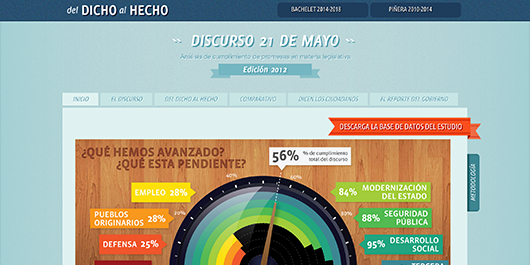 del DICHO al HECHO
BACHELET 2014-2018
PIÑERA 2010-2014
DISCURSO 21 DE MAYO
Análisis de cumplimiento de promesas en materia legislativa
Edición 2012
INICIO
EL DISCURSO
DEL DICHO AL HECHO
COMPARATIVO
DICEN LOS CIUDADANOS
EL REPORTE DEL GOBIERNO
DESCARGA LA BASE DE DATOS DEL ESTUDIO
¿QUÉ HEMOS AVANZADO?
¿QUÉ ESTA PENDIENTE?
56% % de cumplimiento
total del discurso
METODOLOGÍA
40%
60%
20%
80%
EMPLEO 28%
84% MODERNIZACIÓN
DEL ESTADO
PUEBLOS
ORIGINARIOS 28%
88% SEGURIDAD
PÚBLICA
DEFENSA 25%
95% DESARROLLO
SOCIAL
TERCERA